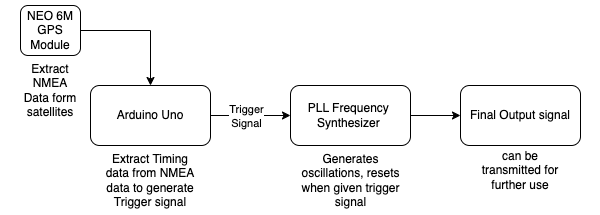 NEO 6M
GPS
Module
Extract
NMEA
Data form
satellites
Arduino Uno
Extract Timing
data from NMEA
data to generate
Trigger signal
Trigger
Signal
PLL Frequency
Synthesizer
Generates
oscillations, resets
when given trigger
signal
Final Output signal
can be
transmitted for
further use